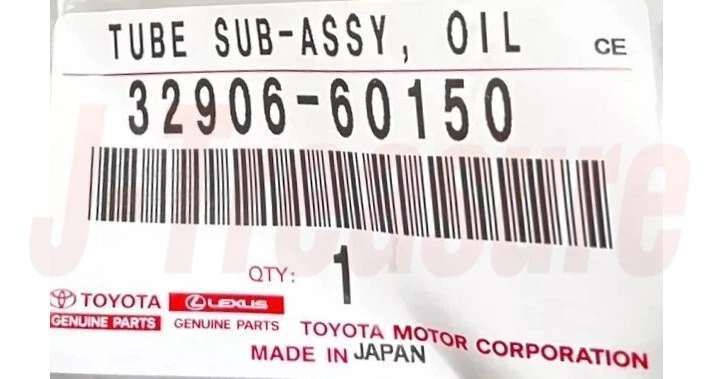 TUBE SUB-ASSY, OIL CE
32906-60150
J-Treasure
QTY: 1
TOYOTA LEXUS
GENUINE PARTS GENUINE PARTS
TOYOTA MOTOR CORPORATION
MADE IN JAPAN